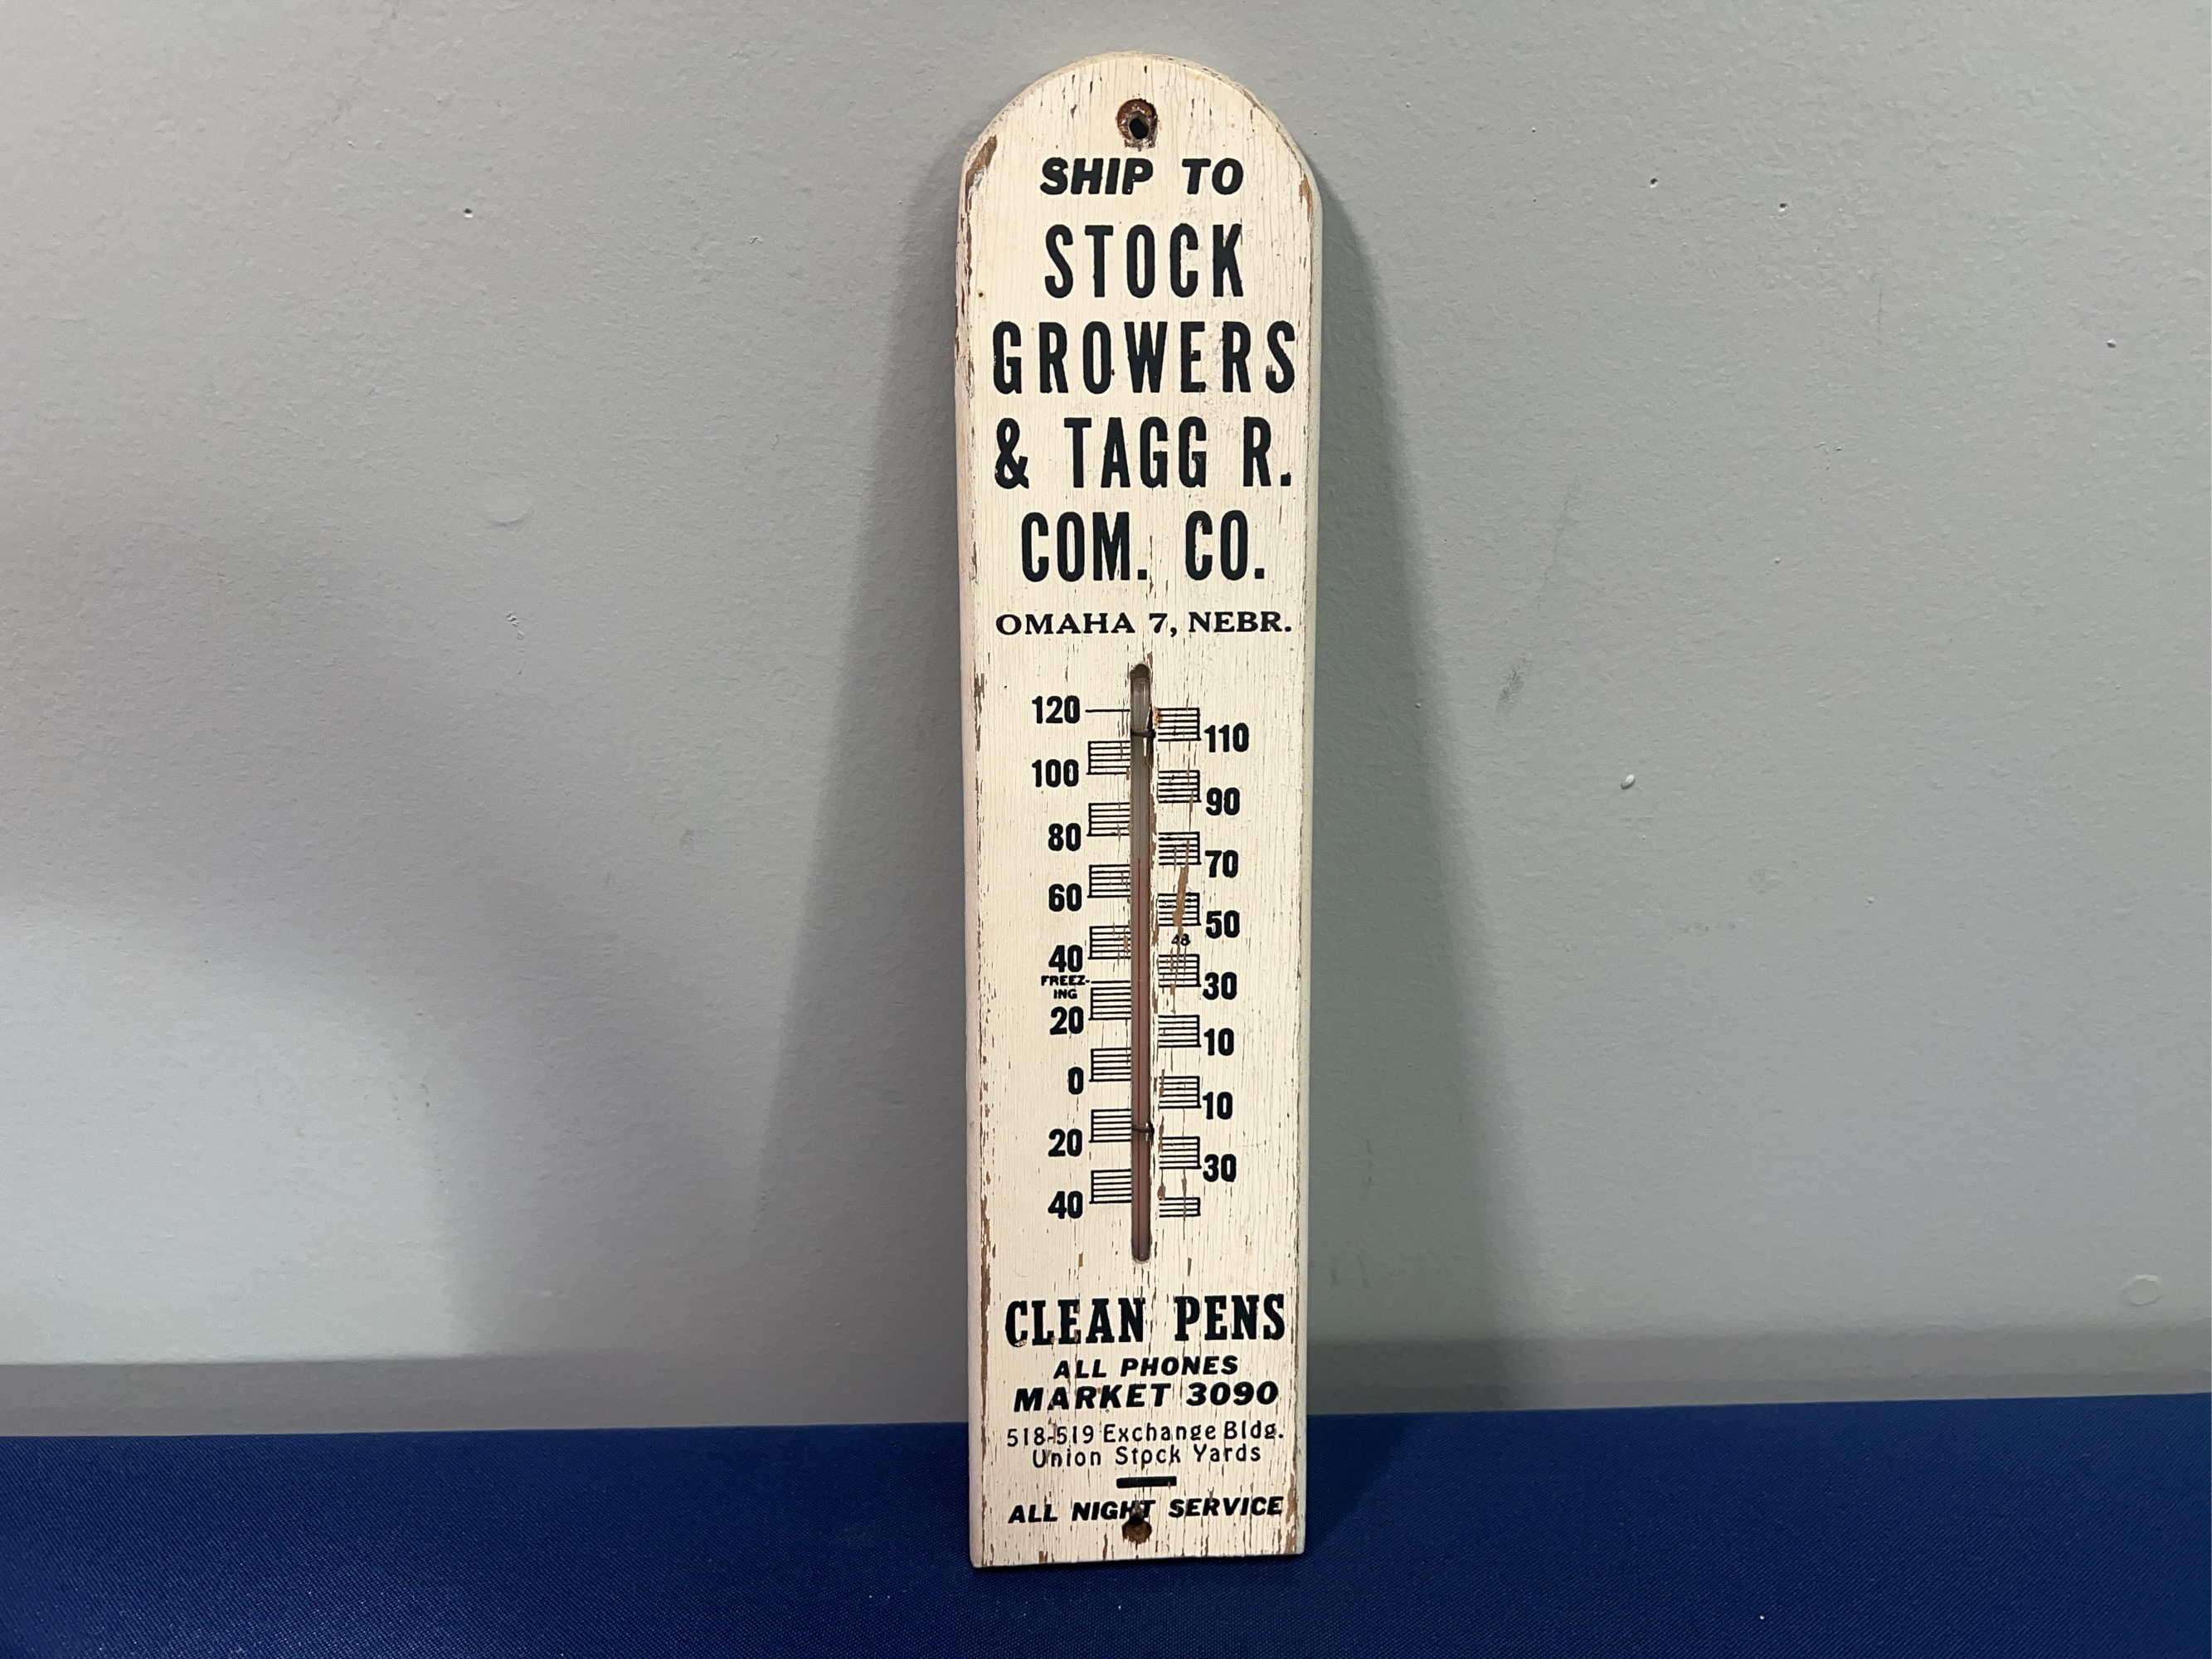 SHIP TO
STOCK
GROWERS
& TAGG R.
COM. CO.
OMAHA 7, NEBR.
120
110
100
90
80
70
60
50
48
40
FREEZ-
ING
30
20
10
0
10
20
30
40
CLEAN PENS
ALL PHONES
MARKET 3090
518-519 Exchange Bldg.
Union Stock Yards
ALL NIGHT SERVICE